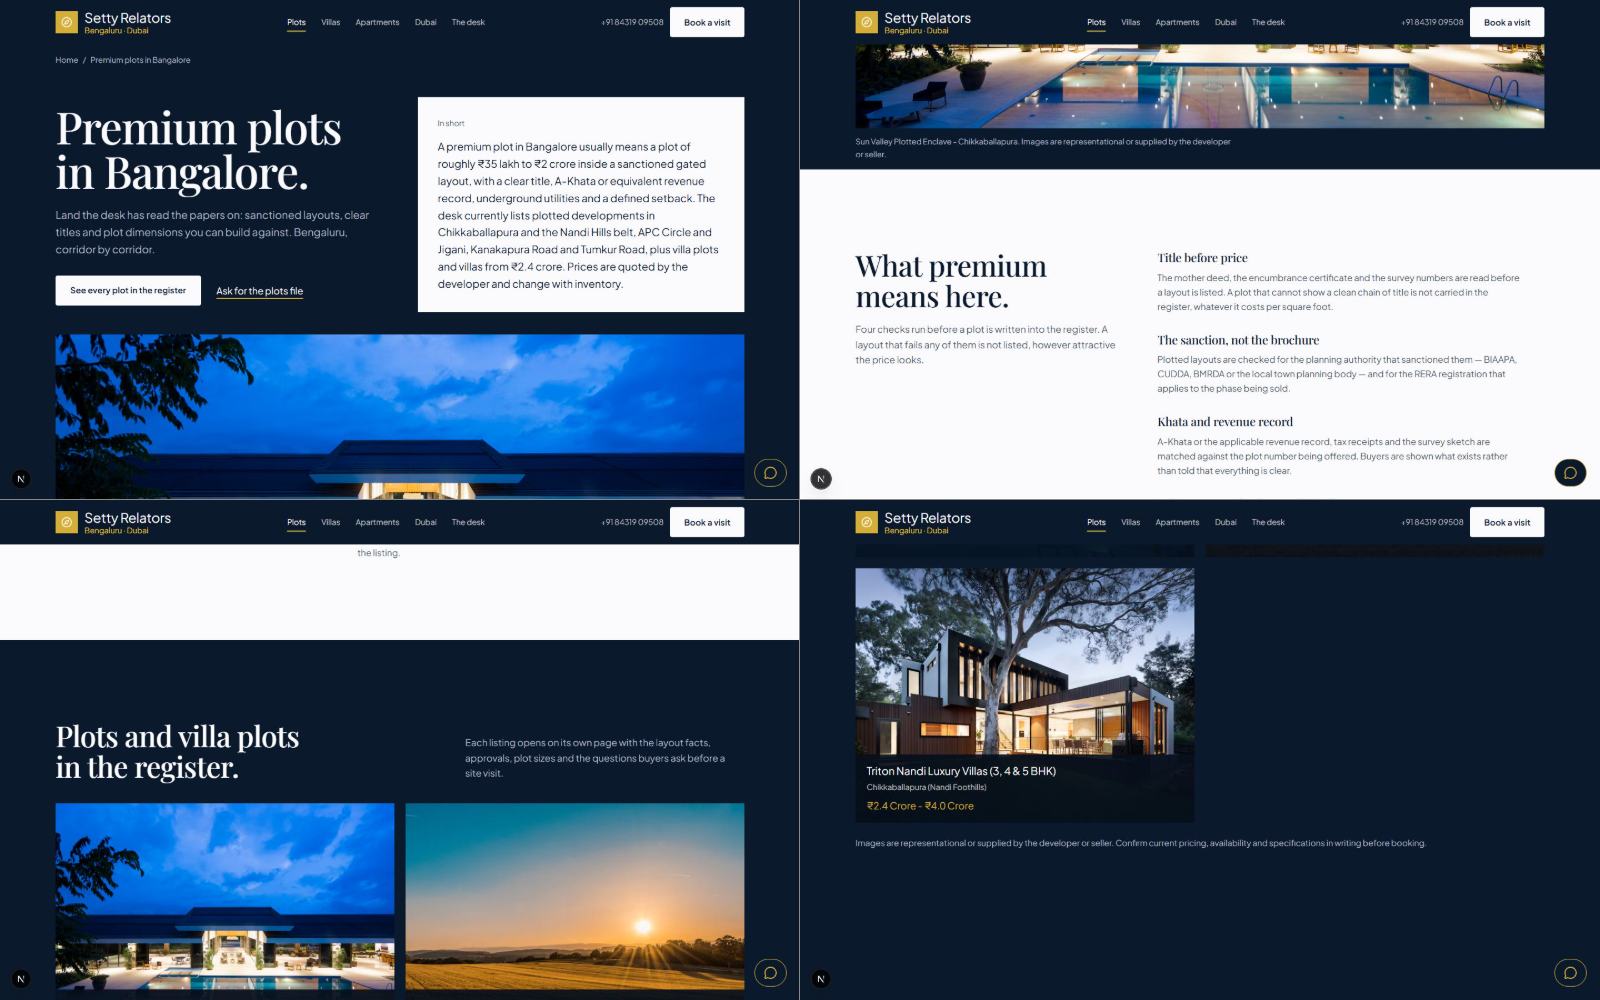 Setty Relators
Bengaluru · Dubai
Plots
Villas
Apartments
Dubai
The desk
+91 84319 09508
Book a visit
Home / Premium plots in Bangalore
Premium plots
in Bangalore.
Land the desk has read the papers on: sanctioned layouts, clear
titles and plot dimensions you can build against. Bengaluru,
corridor by corridor.
See every plot in the register
Ask for the plots file
In short
A premium plot in Bangalore usually means a plot of
roughly ₹35 lakh to ₹2 crore inside a sanctioned gated
layout, with a clear title, A-Khata or equivalent revenue
record, underground utilities and a defined setback. The
desk currently lists plotted developments in
Chikkaballapura and the Nandi Hills belt, APC Circle and
Jigani, Kanakapura Road and Tumkur Road, plus villa plots
and villas from ₹2.4 crore. Prices are quoted by the
developer and change with inventory.
N
Setty Relators
Bengaluru · Dubai
Plots
Villas
Apartments
Dubai
The desk
+91 84319 09508
Book a visit
Sun Valley Plotted Enclave - Chikkaballapura. Images are representational or supplied by the developer
or seller.
What premium
means here.
Four checks run before a plot is written into the register. A
layout that fails any of them is not listed, however attractive
the price looks.
Title before price
The mother deed, the encumbrance certificate and the survey numbers are read before
a layout is listed. A plot that cannot show a clean chain of title is not carried in the
register, whatever it costs per square foot.
The sanction, not the brochure
Plotted layouts are checked for the planning authority that sanctioned them — BIAAPA,
CUDDA, BMRDA or the local town planning body — and for the RERA registration that
applies to the phase being sold.
Khata and revenue record
A-Khata or the applicable revenue record, tax receipts and the survey sketch are
matched against the plot number being offered. Buyers are shown what exists rather
than told that everything is clear.
N
Setty Relators
Bengaluru · Dubai
Plots
Villas
Apartments
Dubai
The desk
+91 84319 09508
Book a visit
the listing.
Plots and villa plots
in the register.
Each listing opens on its own page with the layout facts,
approvals, plot sizes and the questions buyers ask before a
site visit.
N
Setty Relators
Bengaluru · Dubai
Plots
Villas
Apartments
Dubai
The desk
+91 84319 09508
Book a visit
Triton Nandi Luxury Villas (3, 4 & 5 BHK)
Chikkaballapura (Nandi Foothills)
₹2.4 Crore - ₹4.0 Crore
Images are representational or supplied by the developer or seller. Confirm current pricing, availability and specifications in writing before booking.
N